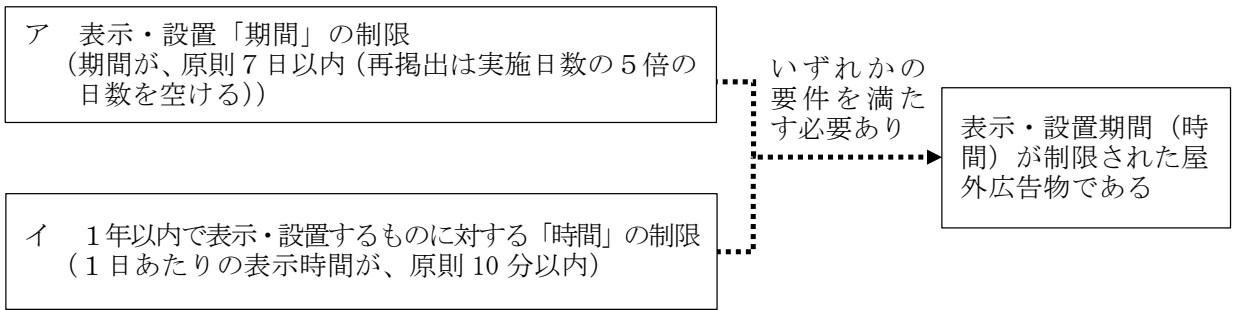 ア 表示・設置「期間」の制限
(期間が、原則７日以内(再掲出は実施日数の５倍の
日数を空ける))
いずれかの
要件を満た
す必要あり
表示・設置期間(時
間)が制限された屋
外広告物である
イ １年以内で表示・設置するものに対する「時間」の制限
(１日あたりの表示時間が、原則 10 分以内)